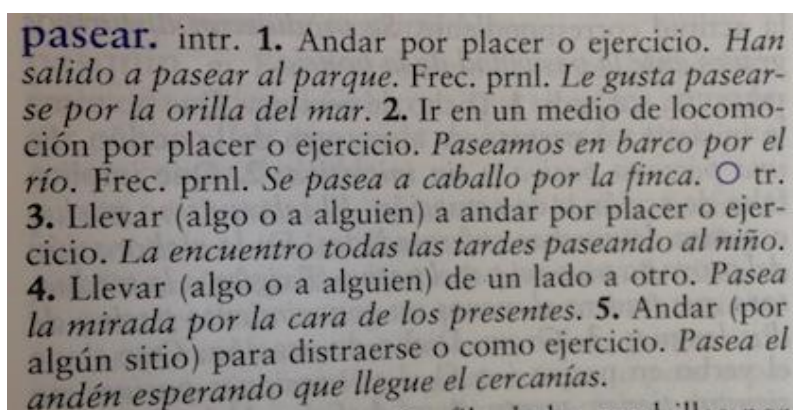 pasear. intr. 1. Andar por placer o ejercicio. Han
salido a pasear al parque. Frec. prnl. Le gusta pasear-
se por la orilla del mar. 2. Ir en un medio de locomo-
ción por placer o ejercicio. Paseamos en barco por el
río. Frec. prnl. Se pasea a caballo por la finca. O tr.
3. Llevar (algo o a alguien) a andar por placer o ejer-
cicio. La encuentro todas las tardes paseando al niño.
4. Llevar (algo o a alguien) de un lado a otro. Pasea
la mirada por la cara de los presentes. 5. Andar (por
algún sitio) para distraerse o como ejercicio. Pasea el
andén esperando que llegue el cercanías.